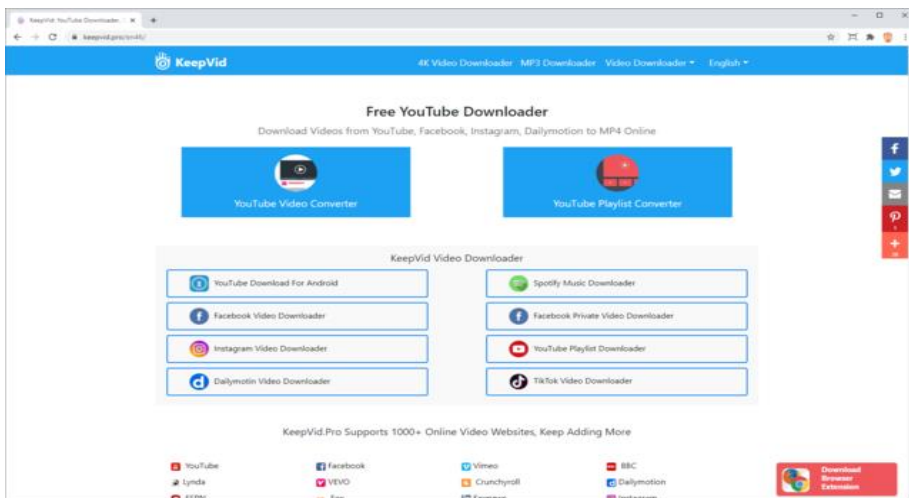 KeepVid YouTube Downloader
keepvid.pro/
KeepVid
4K Video Downloader MP3 Downloader Video Downloader English
Free YouTube Downloader
Download Videos from YouTube, Facebook, Instagram, Dailymotion to MP4 Online
YouTube Video Converter
YouTube Playlist Converter
KeepVid Video Downloader
YouTube Download For Android
Spotify Music Downloader
Facebook Video Downloader
Facebook Private Video Downloader
Instagram Video Downloader
YouTube Playlist Downloader
Dailymotin Video Downloader
TikTok Video Downloader
KeepVid.Pro Supports 1000+ Online Video Websites, Keep Adding More
YouTube Facebook Vimeo BBC
Lynda VEVO Crunchyroll Dailymotion
Download
Browser
Extension